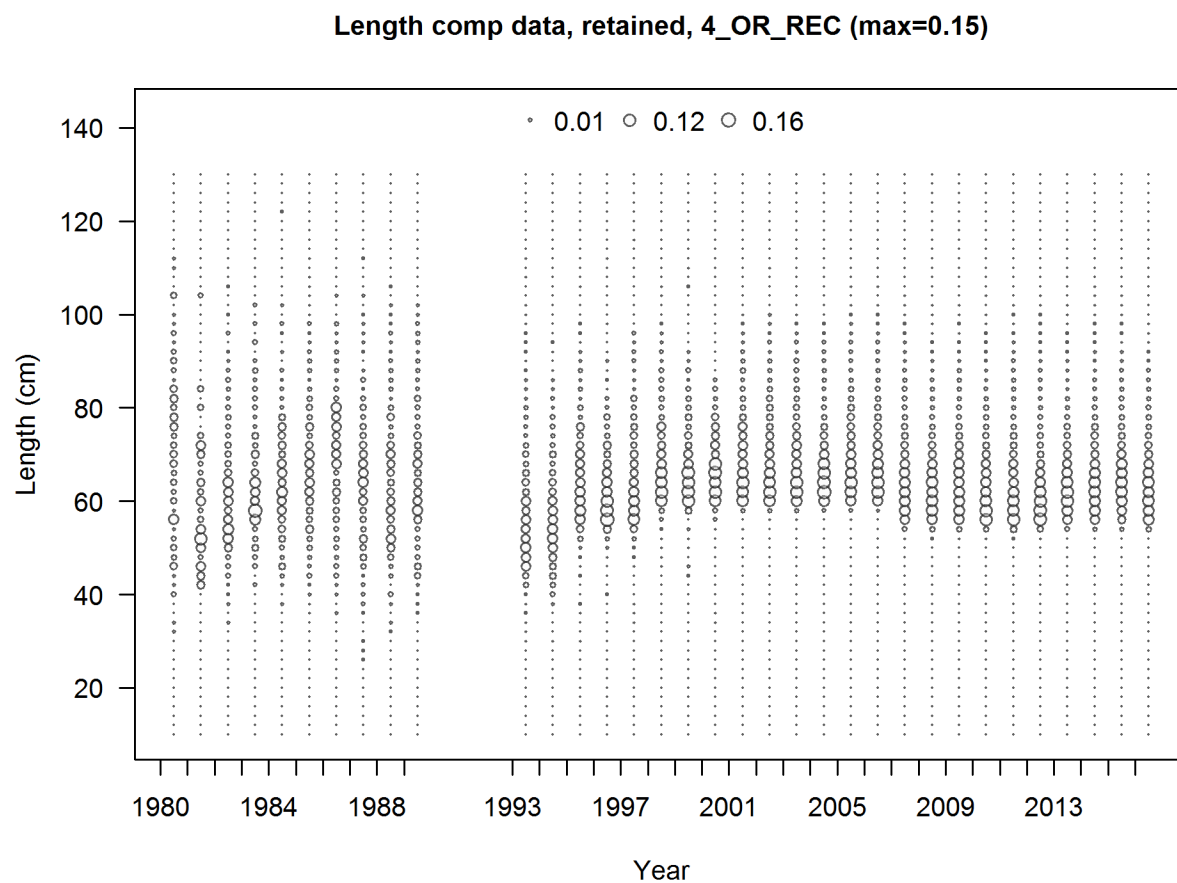 Length comp data, retained, 4_OR_REC (max=0.15)
0.01 0.12 0.16
140
120
100
80
60
40
20
Length (cm)
1980 1984 1988 1993 1997 2001 2005 2009 2013
Year